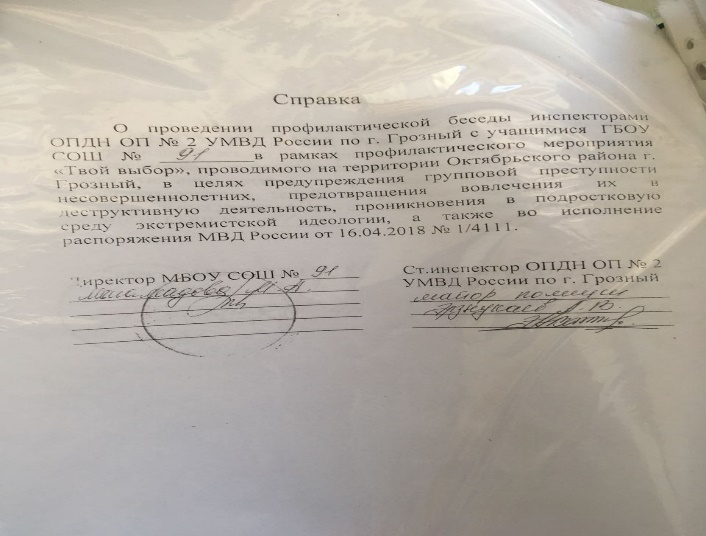 Справка
О проведении профилактической беседы инспекторами
ОПДН ОП № 2 УМВД России по г. Грозный с учащимися ГБОУ
СОШ № 91 в рамках профилактического мероприятия
«Твой выбор», проводимого на территории Октябрьского района г.
Грозный, в целях предупреждения групповой преступности
несовершеннолетних, предотвращения вовлечения их в
деструктивную деятельность, проникновения в подростковую
среду экстремистской идеологии, а также во исполнение
распоряжения МВД России от 16.04.2018 № 1/4111.
Директор МБОУ СОШ № 91
Ст.инспектор ОПДН ОП № 2
УМВД России по г. Грозный
майор полиции